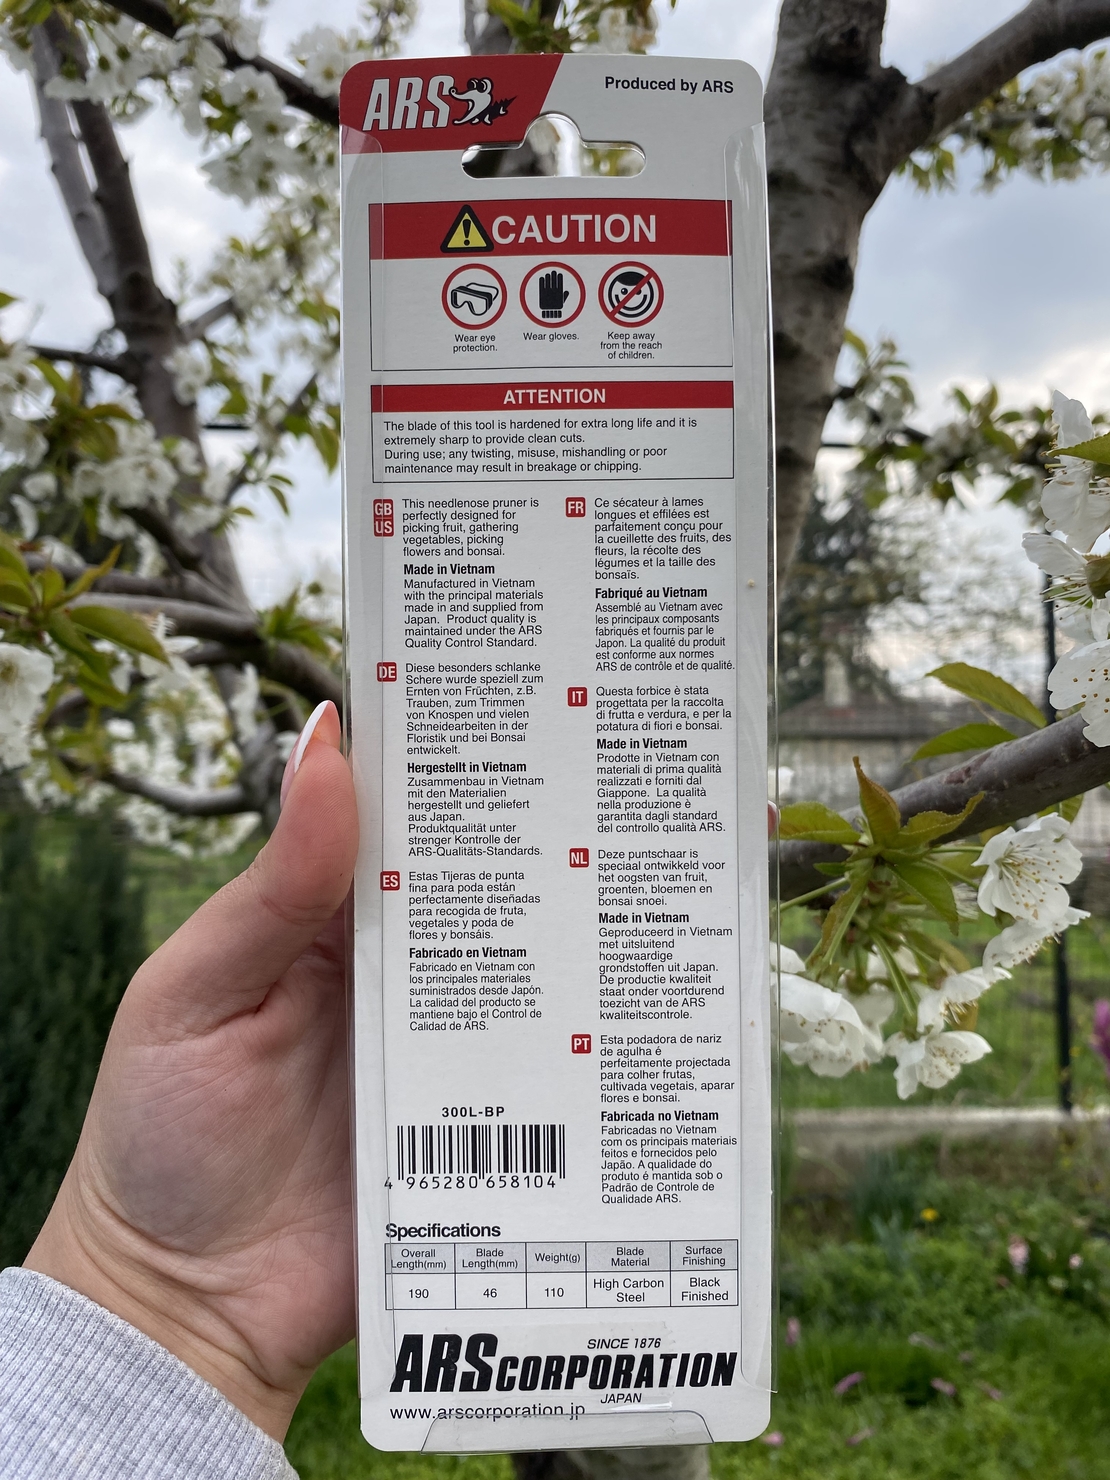 ARS
Produced by ARS
CAUTION
Wear eye
protection.
Wear gloves.
Keep away
from the reach
of children.
ATTENTION
The blade of this tool is hardened for extra long life and it is
extremely sharp to provide clean cuts.
During use; any twisting, misuse, mishandling or poor
maintenance may result in breakage or chipping.
GB
US
This needlenose pruner is
perfectly designed for
picking fruit, gathering
vegetables, picking
flowers and bonsai.
Made in Vietnam
Manufactured in Vietnam
with the principal materials
made in and supplied from
Japan. Product quality is
maintained under the ARS
Quality Control Standard.
DE
Diese besonders schlanke
Schere wurde speziell zum
Ernten von Früchten, z.B.
Trauben, zum Trimmen
von Knospen und vielen
Schneidearbeiten in der
Floristik und bei Bonsai
entwickelt.
Hergestellt in Vietnam
Zusammenbau in Vietnam
mit den Materialien
hergestellt und geliefert
aus Japan.
Produktqualität unter
strenger Kontrolle der
ARS-Qualitäts-Standards.
ES
Estas Tijeras de punta
fina para poda están
perfectamente diseñadas
para recogida de fruta,
vegetales y poda de
flores y bonsáis.
Fabricado en Vietnam
Fabricado en Vietnam con
los principales materiales
suministrados desde Japón.
La calidad del producto se
mantiene bajo el Control de
Calidad de ARS.
FR
Ce sécateur à lames
longues et effilées est
parfaitement conçu pour
la cueillette des fruits, des
fleurs, la récolte des
légumes et la taille des
bonsaïs.
Fabriqué au Vietnam
Assemblé au Vietnam avec
les principaux composants
fabriqués et fournis par le
Japon. La qualité du produit
est conforme aux normes
ARS de contrôle et de qualité.
IT
Questa forbice è stata
progettata per la raccolta
di frutta e verdura, e per la
potatura di fiori e bonsai.
Made in Vietnam
Prodotte in Vietnam con
materiali di prima qualità
realizzati e forniti dal
Giappone. La qualità
nella produzione è
garantita dagli standard
del controllo qualità ARS.
NL
Deze puntschaar is
speciaal ontwikkeld voor
het oogsten van fruit,
groenten, bloemen en
bonsai snoei.
Made in Vietnam
Geproduceerd in Vietnam
met uitsluitend
hoogwaardige
grondstoffen uit Japan.
De productie kwaliteit
staat onder voortdurend
toezicht van de ARS
kwaliteitscontrole.
PT
Esta podadora de nariz
de agulha é
perfeitamente projectada
para colher frutas,
cultivada vegetais, aparar
flores e bonsai.
Fabricada no Vietnam
Fabricadas no Vietnam
com os principais materiais
feitos e fornecidos pelo
Japão. A qualidade do
produto é mantida sob o
Padrão de Controle de
Qualidade ARS.
300L-BP
4 965280 658104
Specifications
Overall Length(mm) Blade Length(mm) Weight(g) Blade Material Surface Finishing
190 46 110 High Carbon Steel Black Finished
SINCE 1876
ARS CORPORATION
JAPAN
www.arscorporation.jp